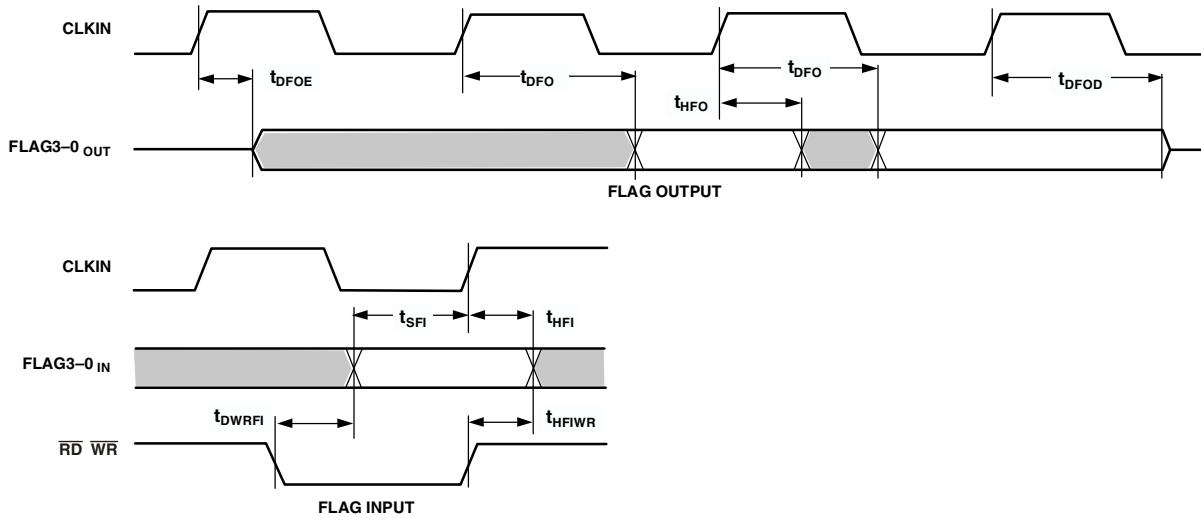 CLKIN
tDFOE
tDFO
tDFO
tHFO
tDFOD
FLAG3–0 OUT
FLAG OUTPUT
CLKIN
tSFI
tHFI
FLAG3–0 IN
tDWRFI
tHFIWR
RD WR
FLAG INPUT